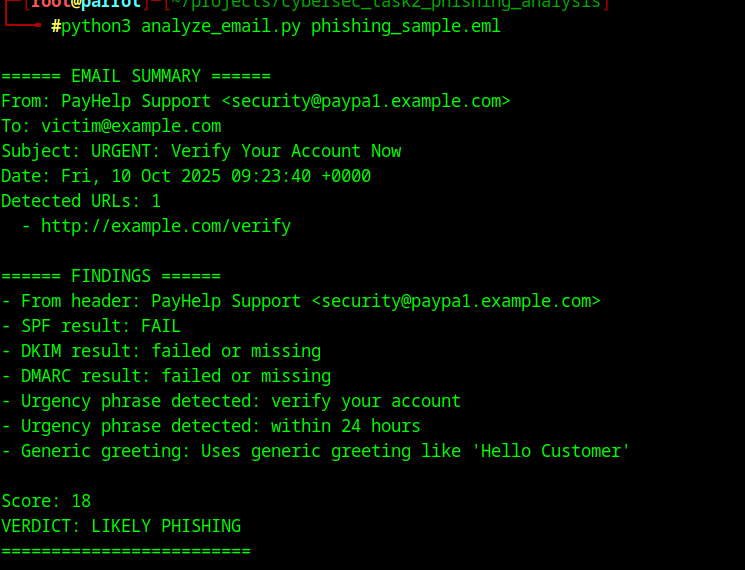 [root@parrot]─[~/projects/cybersec_task2_phishing_analysis]
#python3 analyze_email.py phishing_sample.eml
====== EMAIL SUMMARY ======
From: PayHelp Support <security@paypa1.example.com>
To: victim@example.com
Subject: URGENT: Verify Your Account Now
Date: Fri, 10 Oct 2025 09:23:40 +0000
Detected URLs: 1
- http://example.com/verify
====== FINDINGS ======
- From header: PayHelp Support <security@paypa1.example.com>
- SPF result: FAIL
- DKIM result: failed or missing
- DMARC result: failed or missing
- Urgency phrase detected: verify your account
- Urgency phrase detected: within 24 hours
- Generic greeting: Uses generic greeting like 'Hello Customer'
Score: 18
VERDICT: LIKELY PHISHING
=========================